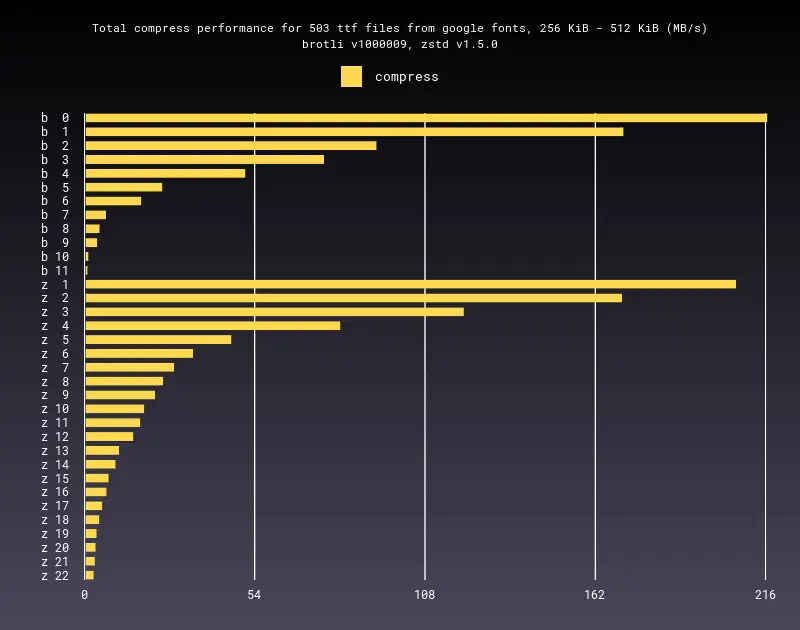 Total compress performance for 503 ttf files from google fonts, 256 KiB - 512 KiB (MB/s)
brotli v1000009, zstd v1.5.0
compress
b 0
b 1
b 2
b 3
b 4
b 5
b 6
b 7
b 8
b 9
b 10
b 11
z 1
z 2
z 3
z 4
z 5
z 6
z 7
z 8
z 9
z 10
z 11
z 12
z 13
z 14
z 15
z 16
z 17
z 18
z 19
z 20
z 21
z 22
0 54 108 162 216